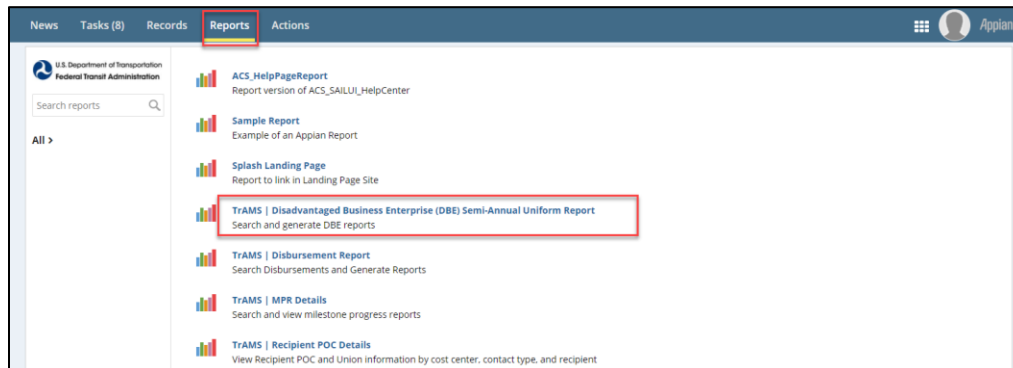 News Tasks (8) Records Reports Actions Appian
U.S. Department of Transportation
Federal Transit Administration
Search reports
All >
ACS_HelpPageReport
Report version of ACS_SAILUI_HelpCenter
Sample Report
Example of an Appian Report
Splash Landing Page
Report to link in Landing Page Site
TrAMS | Disadvantaged Business Enterprise (DBE) Semi-Annual Uniform Report
Search and generate DBE reports
TrAMS | Disbursement Report
Search Disbursements and Generate Reports
TrAMS | MPR Details
Search and view milestone progress reports
TrAMS | Recipient POC Details
View Recipient POC and Union information by cost center, contact type, and recipient